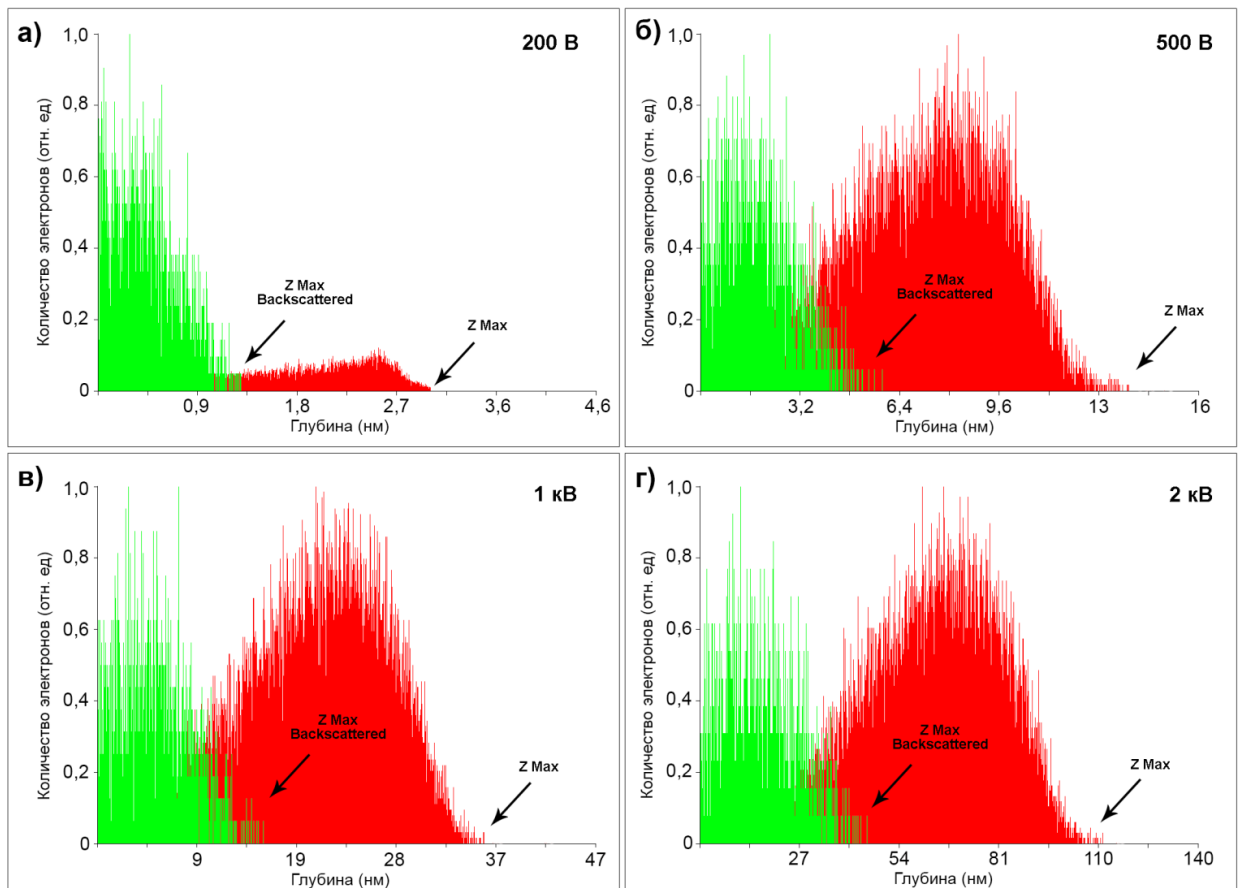 а)
200 В
Количество электронов (отн. ед)
1,0
0,8
0,6
0,4
0,2
0
Z Max
Backscattered
Z Max
0,9 1,8 2,7 3,6 4,6
Глубина (нм)
б)
500 В
Количество электронов (отн. ед)
1,0
0,8
0,6
0,4
0,2
0
Z Max
Backscattered
Z Max
3,2 6,4 9,6 13 16
Глубина (нм)
в)
1 кВ
Количество электронов (отн. ед)
1,0
0,8
0,6
0,4
0,2
0
Z Max
Backscattered
Z Max
9 19 28 37 47
Глубина (нм)
г)
2 кВ
Количество электронов (отн. ед)
1,0
0,8
0,6
0,4
0,2
0
Z Max
Backscattered
Z Max
27 54 81 110 140
Глубина (нм)